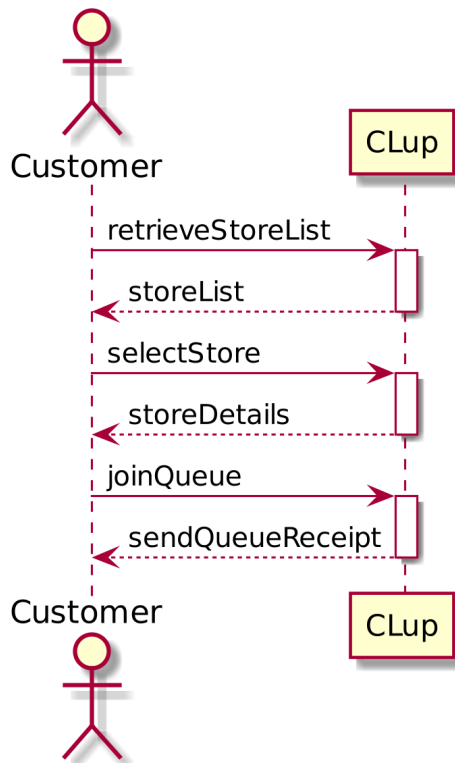 Customer
CLup
retrieveStoreList
storeList
selectStore
storeDetails
joinQueue
sendQueueReceipt
Customer
CLup